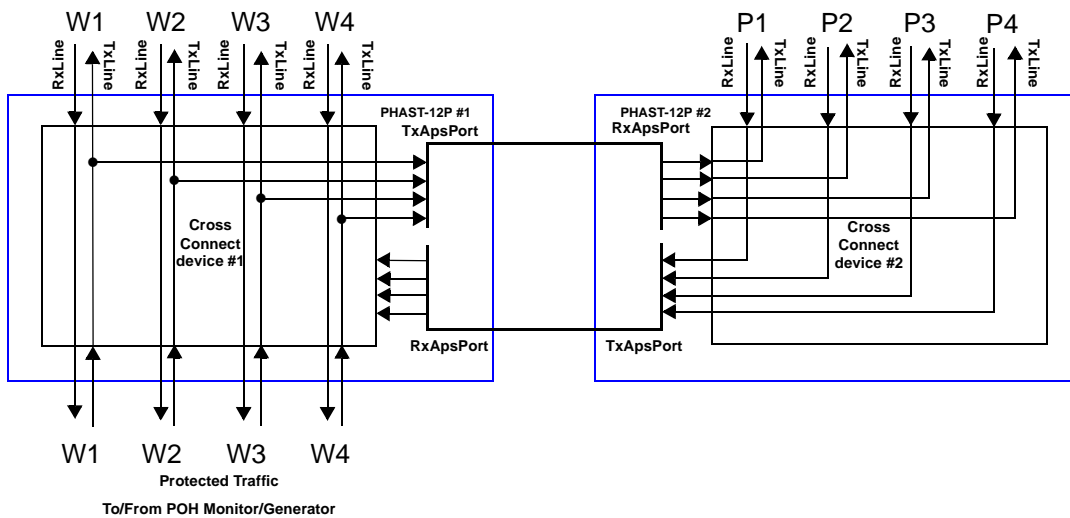 W1 W2 W3 W4 P1 P2 P3 P4
RxLine TxLine RxLine TxLine RxLine TxLine RxLine TxLine RxLine TxLine RxLine TxLine RxLine TxLine RxLine TxLine
PHAST-12P #1 PHAST-12P #2
TxApsPort RxApsPort
Cross
Connect
device #1
Cross
Connect
device #2
RxApsPort TxApsPort
W1 W2 W3 W4
Protected Traffic
To/From POH Monitor/Generator